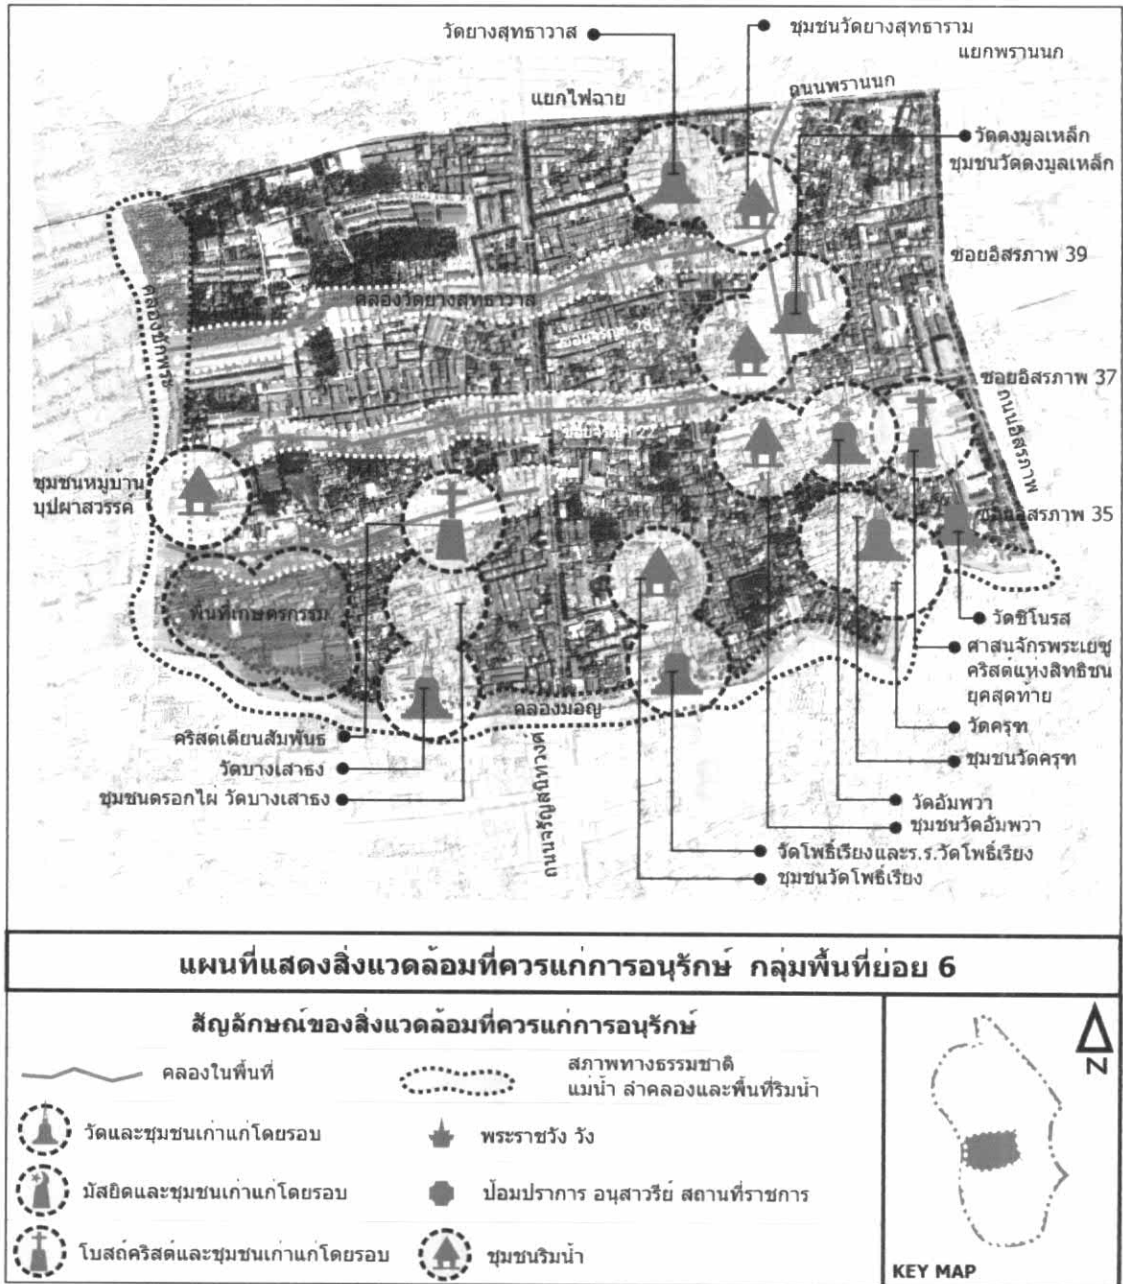 วัดยางสุทธาวาส
ชุมชนวัดยางสุทธาราม
แยกพรานนก
แยกไฟฉาย
ถนนพรานนก
วัดดงมูลเหล็ก
ชุมชนวัดดงมูลเหล็ก
ซอยอิสรภาพ 39
คลองวัดยางสุทธาวาส
คลองชักพระ
ซอยอิสรภาพ 37
ถนนอิสรภาพ
ชุมชนหมู่บ้าน
บุปผาสวรรค์
ซอยอิสรภาพ 35
พื้นที่เกษตรกรรม
วัดชิโนรส
ศาสนจักรพระเยซู
คริสต์แห่งสิทธิชน
ยุคสุดท้าย
คลองมอญ
วัดครุฑ
คริสต์เตียนสัมพันธ์
ชุมชนวัดครุฑ
วัดบางเสาธง
ชุมชนตรอกไผ่ วัดบางเสาธง
ถนนจรัญสนิทวงศ์
วัดอัมพวา
ชุมชนวัดอัมพวา
วัดโพธิ์เรียงและร.ร.วัดโพธิ์เรียง
ชุมชนวัดโพธิ์เรียง
แผนที่แสดงสิ่งแวดล้อมที่ควรแก่การอนุรักษ์ กลุ่มพื้นที่ย่อย 6
สัญลักษณ์ของสิ่งแวดล้อมที่ควรแก่การอนุรักษ์
คลองในพื้นที่
สภาพทางธรรมชาติ
แม่น้ำ ลำคลองและพื้นที่ริมน้ำ
วัดและชุมชนเก่าแก่โดยรอบ
พระราชวัง วัง
มัสยิดและชุมชนเก่าแก่โดยรอบ
ป้อมปราการ อนุสาวรีย์ สถานที่ราชการ
โบสถ์คริสต์และชุมชนเก่าแก่โดยรอบ
ชุมชนริมน้ำ
N
KEY MAP